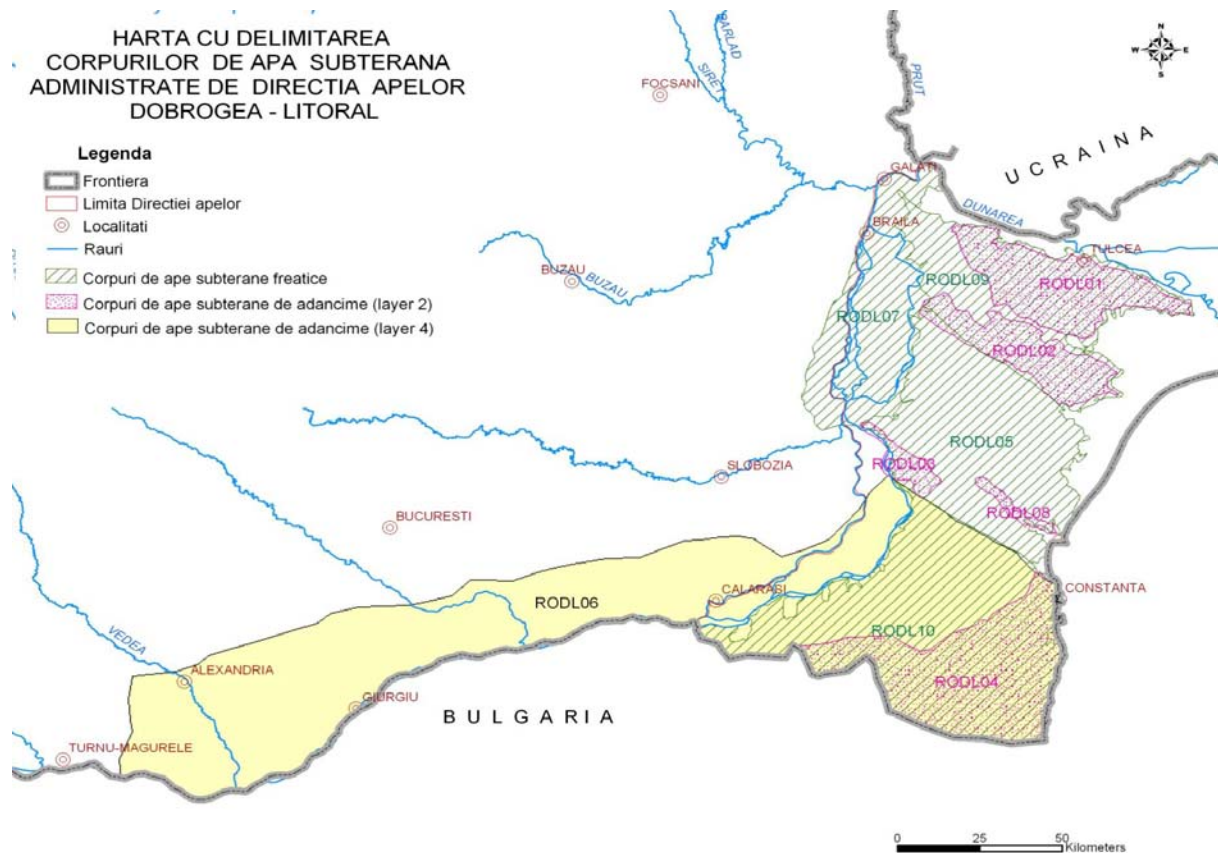 HARTA CU DELIMITAREA
CORPURILOR DE APA SUBTERANA
ADMINISTRATE DE DIRECTIA APELOR
DOBROGEA - LITORAL
Legenda
Frontiera
Limita Directiei apelor
Localitati
Rauri
Corpuri de ape subterane freatice
Corpuri de ape subterane de adancime (layer 2)
Corpuri de ape subterane de adancime (layer 4)
N
W E
S
PARLAD
SIRET
FOCSANI
PRUT
UCRAINA
GALATI
DUNAREA
BRAILA
TULCEA
BUZAU
BUZAU
RODL09
RODL01
RODL07
RODL02
RODL05
SLOBOZIA
RODL03
RODL08
BUCURESTI
CALARASI
CONSTANTA
RODL06
RODL10
VEDEA
ALEXANDRIA
RODL04
GIURGIU
BULGARIA
TURNU-MAGURELE
0 25 50
Kilometers